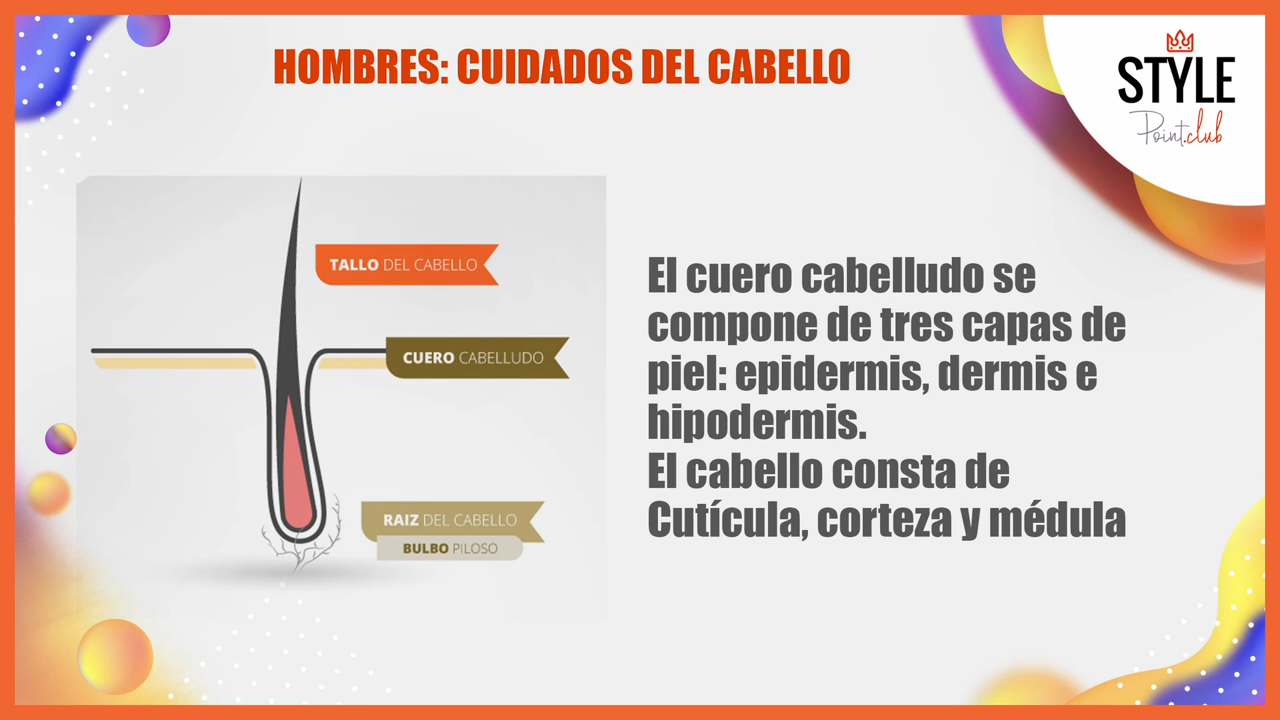 HOMBRES: CUIDADOS DEL CABELLO
STYLE
Point.club
TALLO DEL CABELLO
CUERO CABELLUDO
RAIZ DEL CABELLO
BULBO PILOSO
El cuero cabelludo se
compone de tres capas de
piel: epidermis, dermis e
hipodermis.
El cabello consta de
Cutícula, corteza y médula